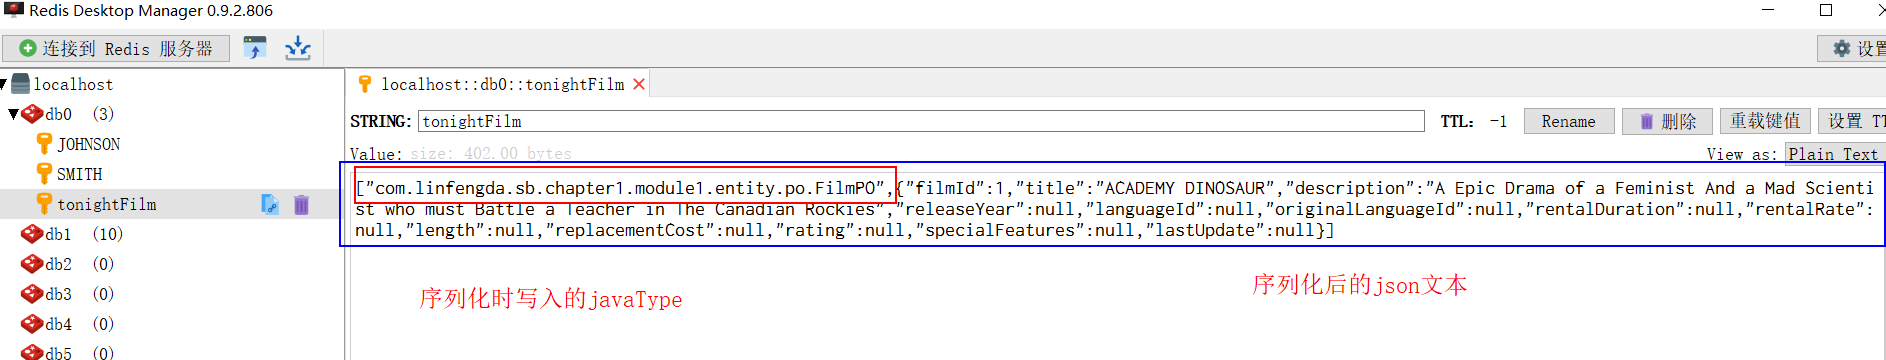 Redis Desktop Manager 0.9.2.806
连接到 Redis 服务器
设置
localhost
db0 (3)
JOHNSON
SMITH
tonightFilm
db1 (10)
db2 (0)
db3 (0)
db4 (0)
db5 (0)
localhost::db0::tonightFilm
STRING: tonightFilm TTL: -1 Rename 删除 重载键值 设置 TT
Value: size: 402.00 bytes View as: Plain Text
["com.linfengda.sb.chapter1.module1.entity.po.FilmPO",{"filmId":1,"title":"ACADEMY DINOSAUR","description":"A Epic Drama of a Feminist And a Mad Scienti
st who must Battle a Teacher in The Canadian Rockies","releaseYear":null,"languageId":null,"originalLanguageId":null,"rentalDuration":null,"rentalRate":
null,"length":null,"replacementCost":null,"rating":null,"specialFeatures":null,"lastUpdate":null}]
序列化时写入的javaType
序列化后的json文本